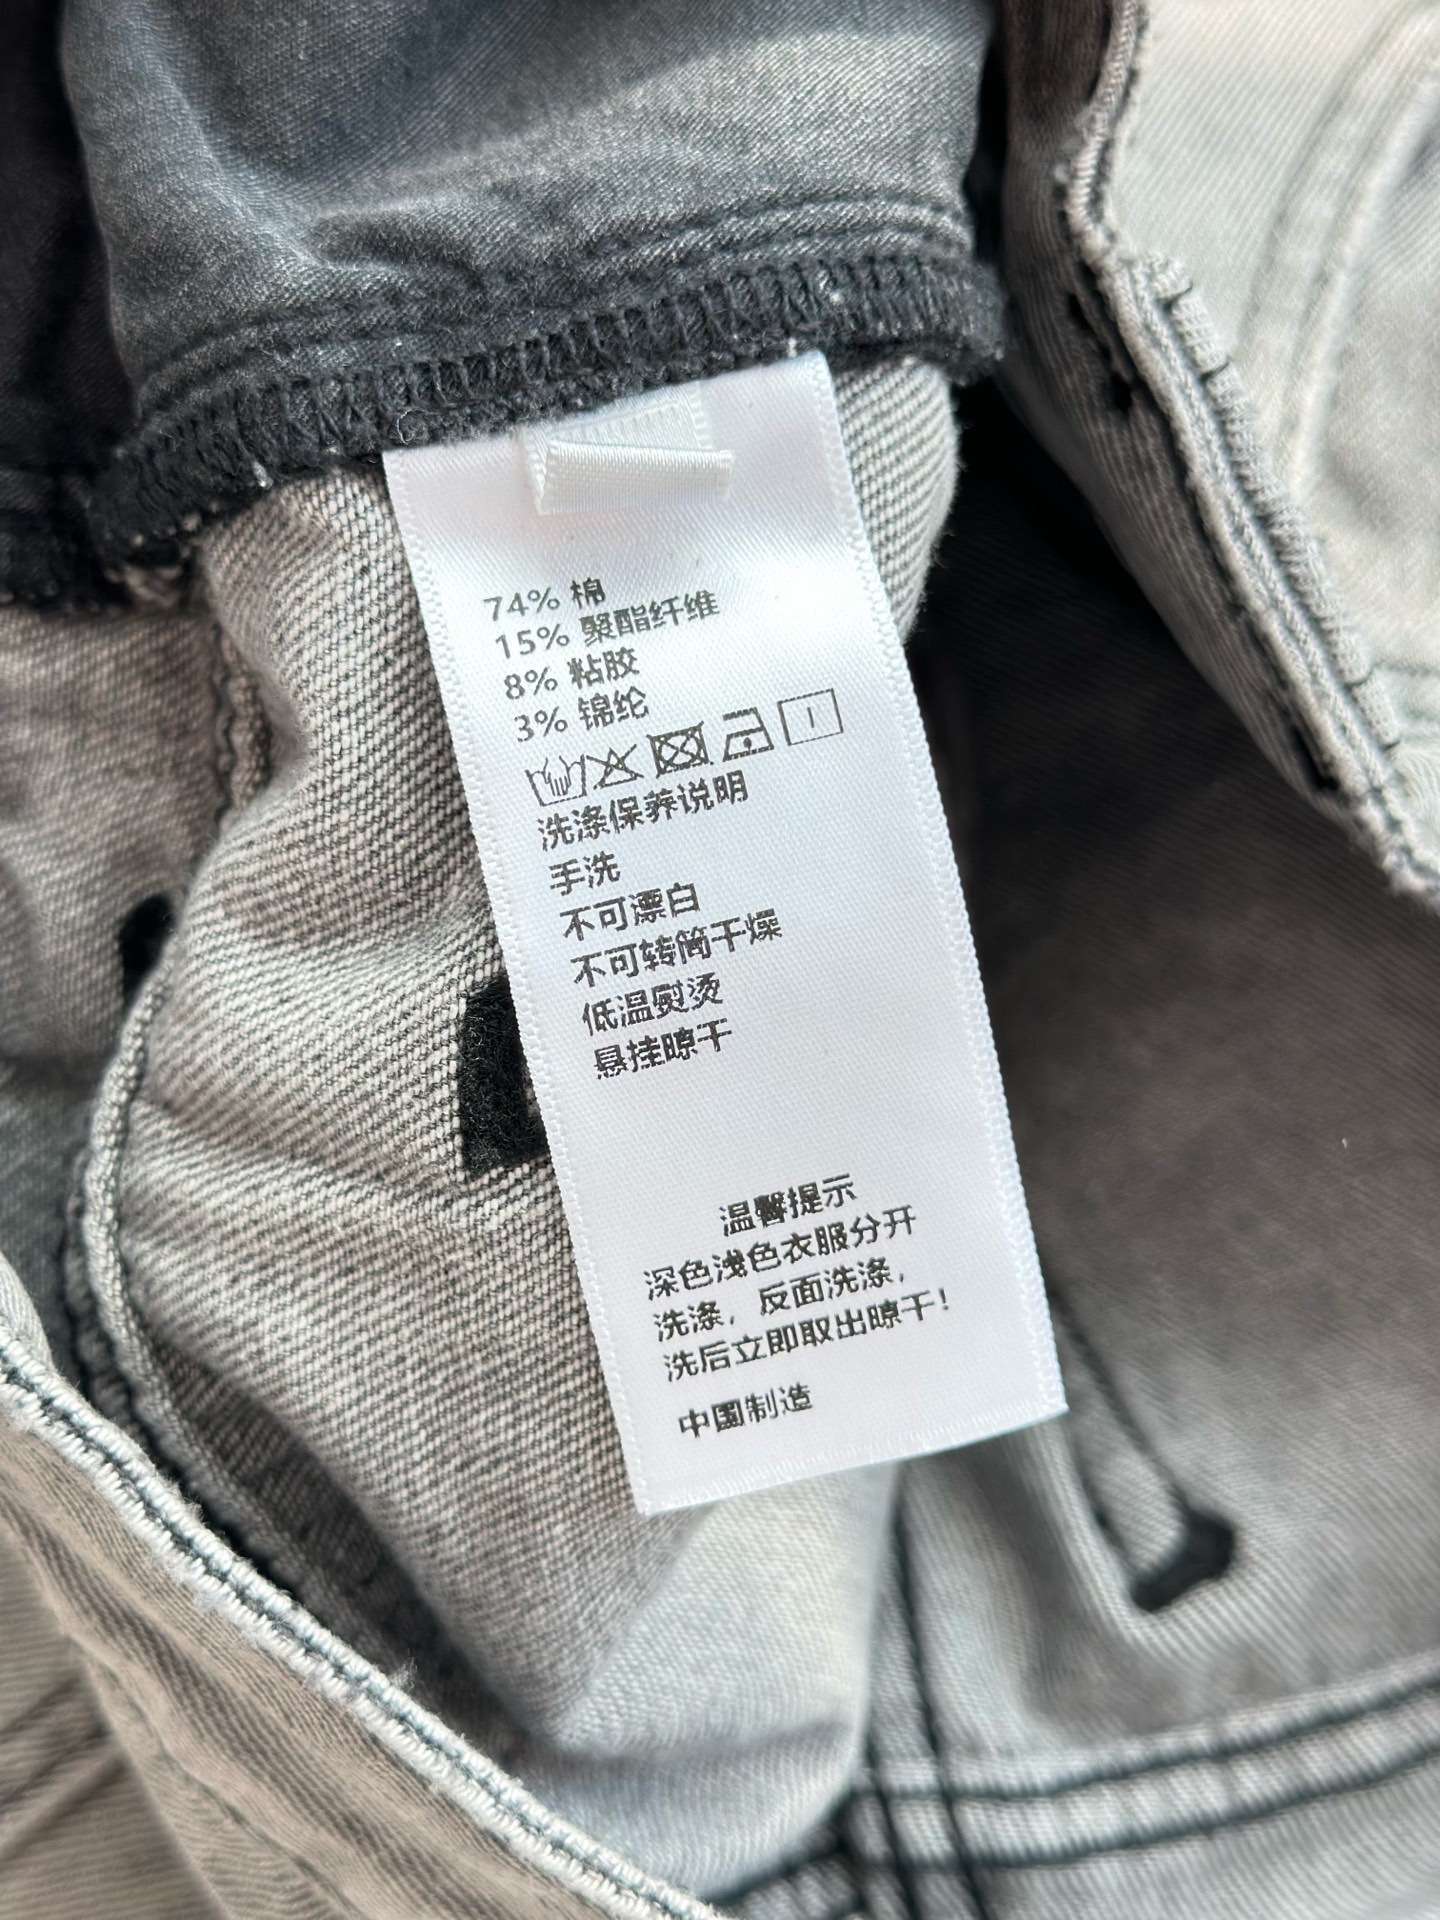 74% 棉
15% 聚酯纤维
8% 粘胶
3% 锦纶
洗涤保养说明
手洗
不可漂白
不可转筒干燥
低温熨烫
悬挂晾干
温馨提示
深色浅色衣服分开
洗涤，反面洗涤，
洗后立即取出晾干！
中国制造